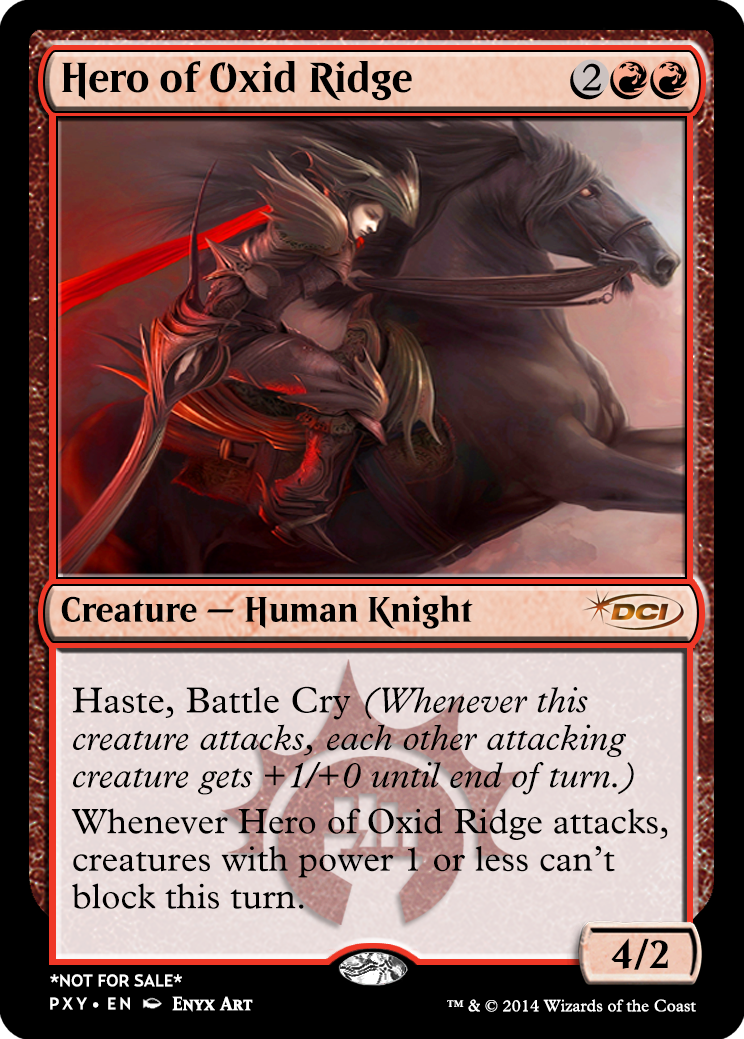 Hero of Oxid Ridge 2
Creature — Human Knight DCI
Haste, Battle Cry (Whenever this
creature attacks, each other attacking
creature gets +1/+0 until end of turn.)
Whenever Hero of Oxid Ridge attacks,
creatures with power 1 or less can't
block this turn.
4/2
*NOT FOR SALE*
PXY • EN Enyx Art ™ & © 2014 Wizards of the Coast